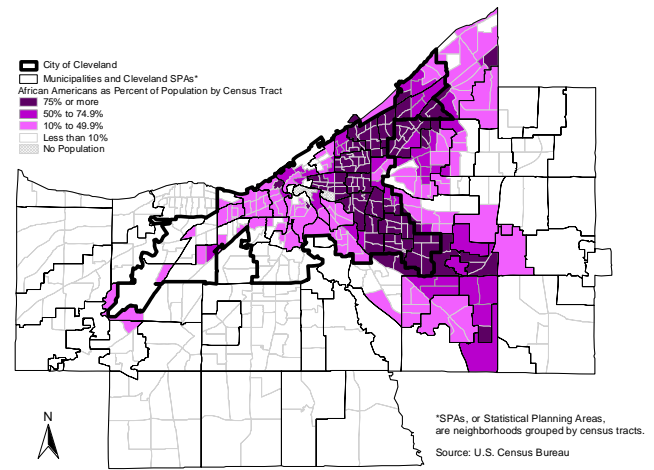 City of Cleveland
Municipalities and Cleveland SPAs*
African Americans as Percent of Population by Census Tract
75% or more
50% to 74.9%
10% to 49.9%
Less than 10%
No Population
N
*SPAs, or Statistical Planning Areas,
are neighborhoods grouped by census tracts.
Source: U.S. Census Bureau